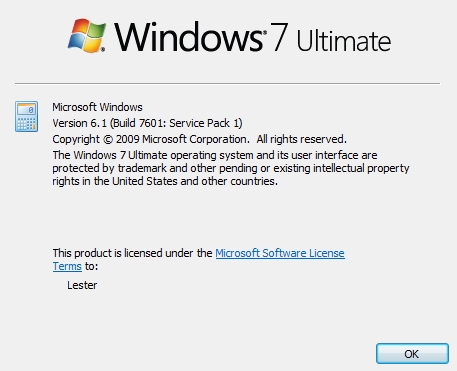 Windows® 7 Ultimate
Microsoft Windows
Version 6.1 (Build 7601: Service Pack 1)
Copyright © 2009 Microsoft Corporation. All rights reserved.
The Windows 7 Ultimate operating system and its user interface are
protected by trademark and other pending or existing intellectual property
rights in the United States and other countries.
This product is licensed under the Microsoft Software License
Terms to:
Lester
OK